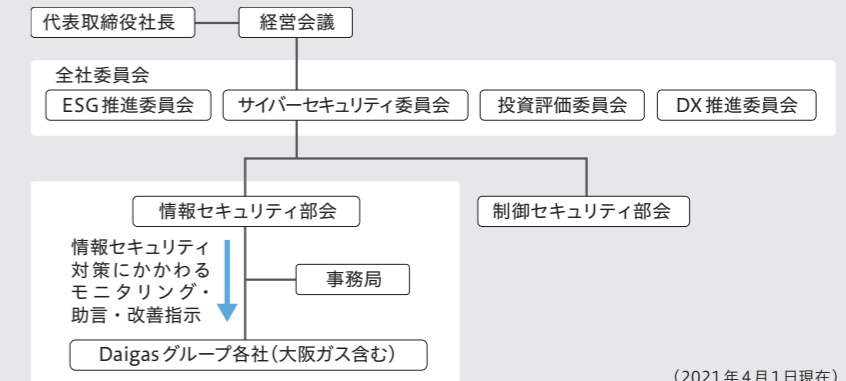 代表取締役社長
経営会議
全社委員会
ESG推進委員会
サイバーセキュリティ委員会
投資評価委員会
DX推進委員会
情報セキュリティ部会
制御セキュリティ部会
情報セキュリティ
対策にかかわる
モニタリング・
助言・改善指示
事務局
Daigasグループ各社(大阪ガス含む)
(2021年4月1日現在)